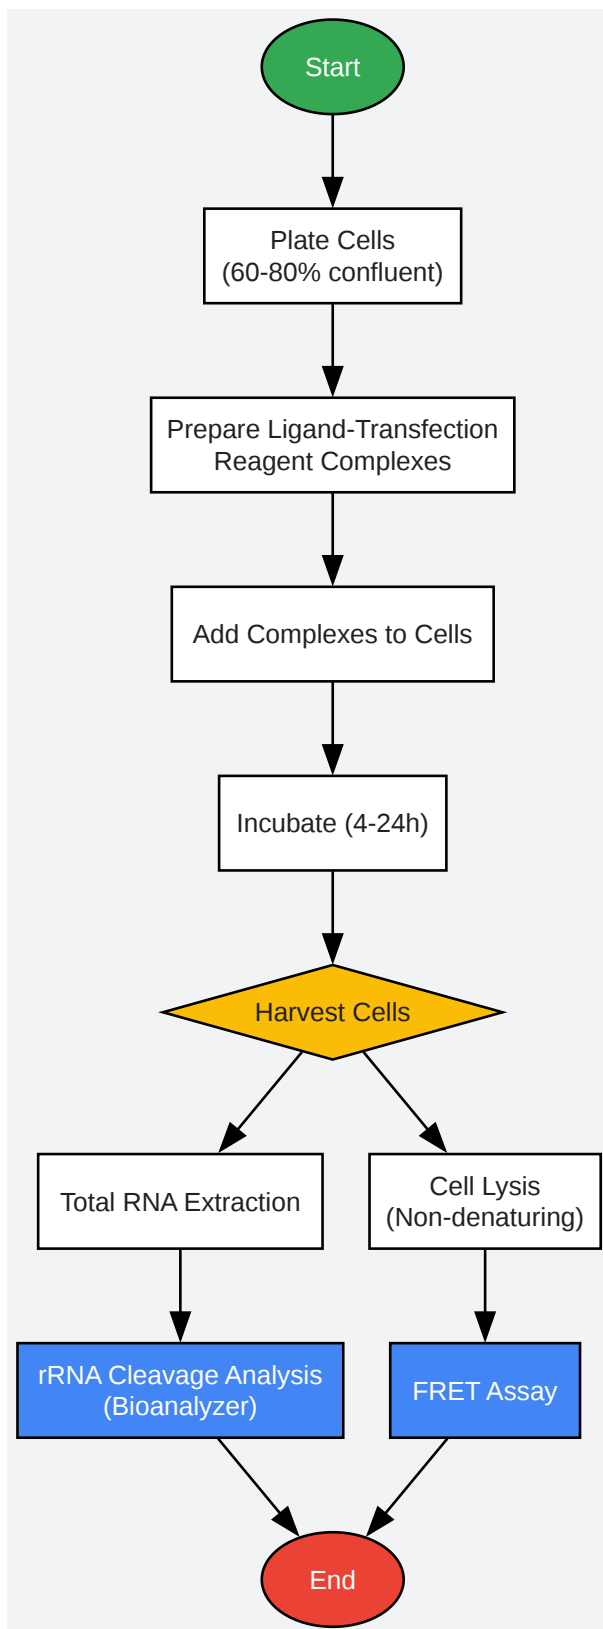 Start
Plate Cells
(60-80% confluent)
Prepare Ligand-Transfection
Reagent Complexes
Add Complexes to Cells
Incubate (4-24h)
Harvest Cells
Total RNA Extraction
Cell Lysis
(Non-denaturing)
rRNA Cleavage Analysis
(Bioanalyzer)
FRET Assay
End